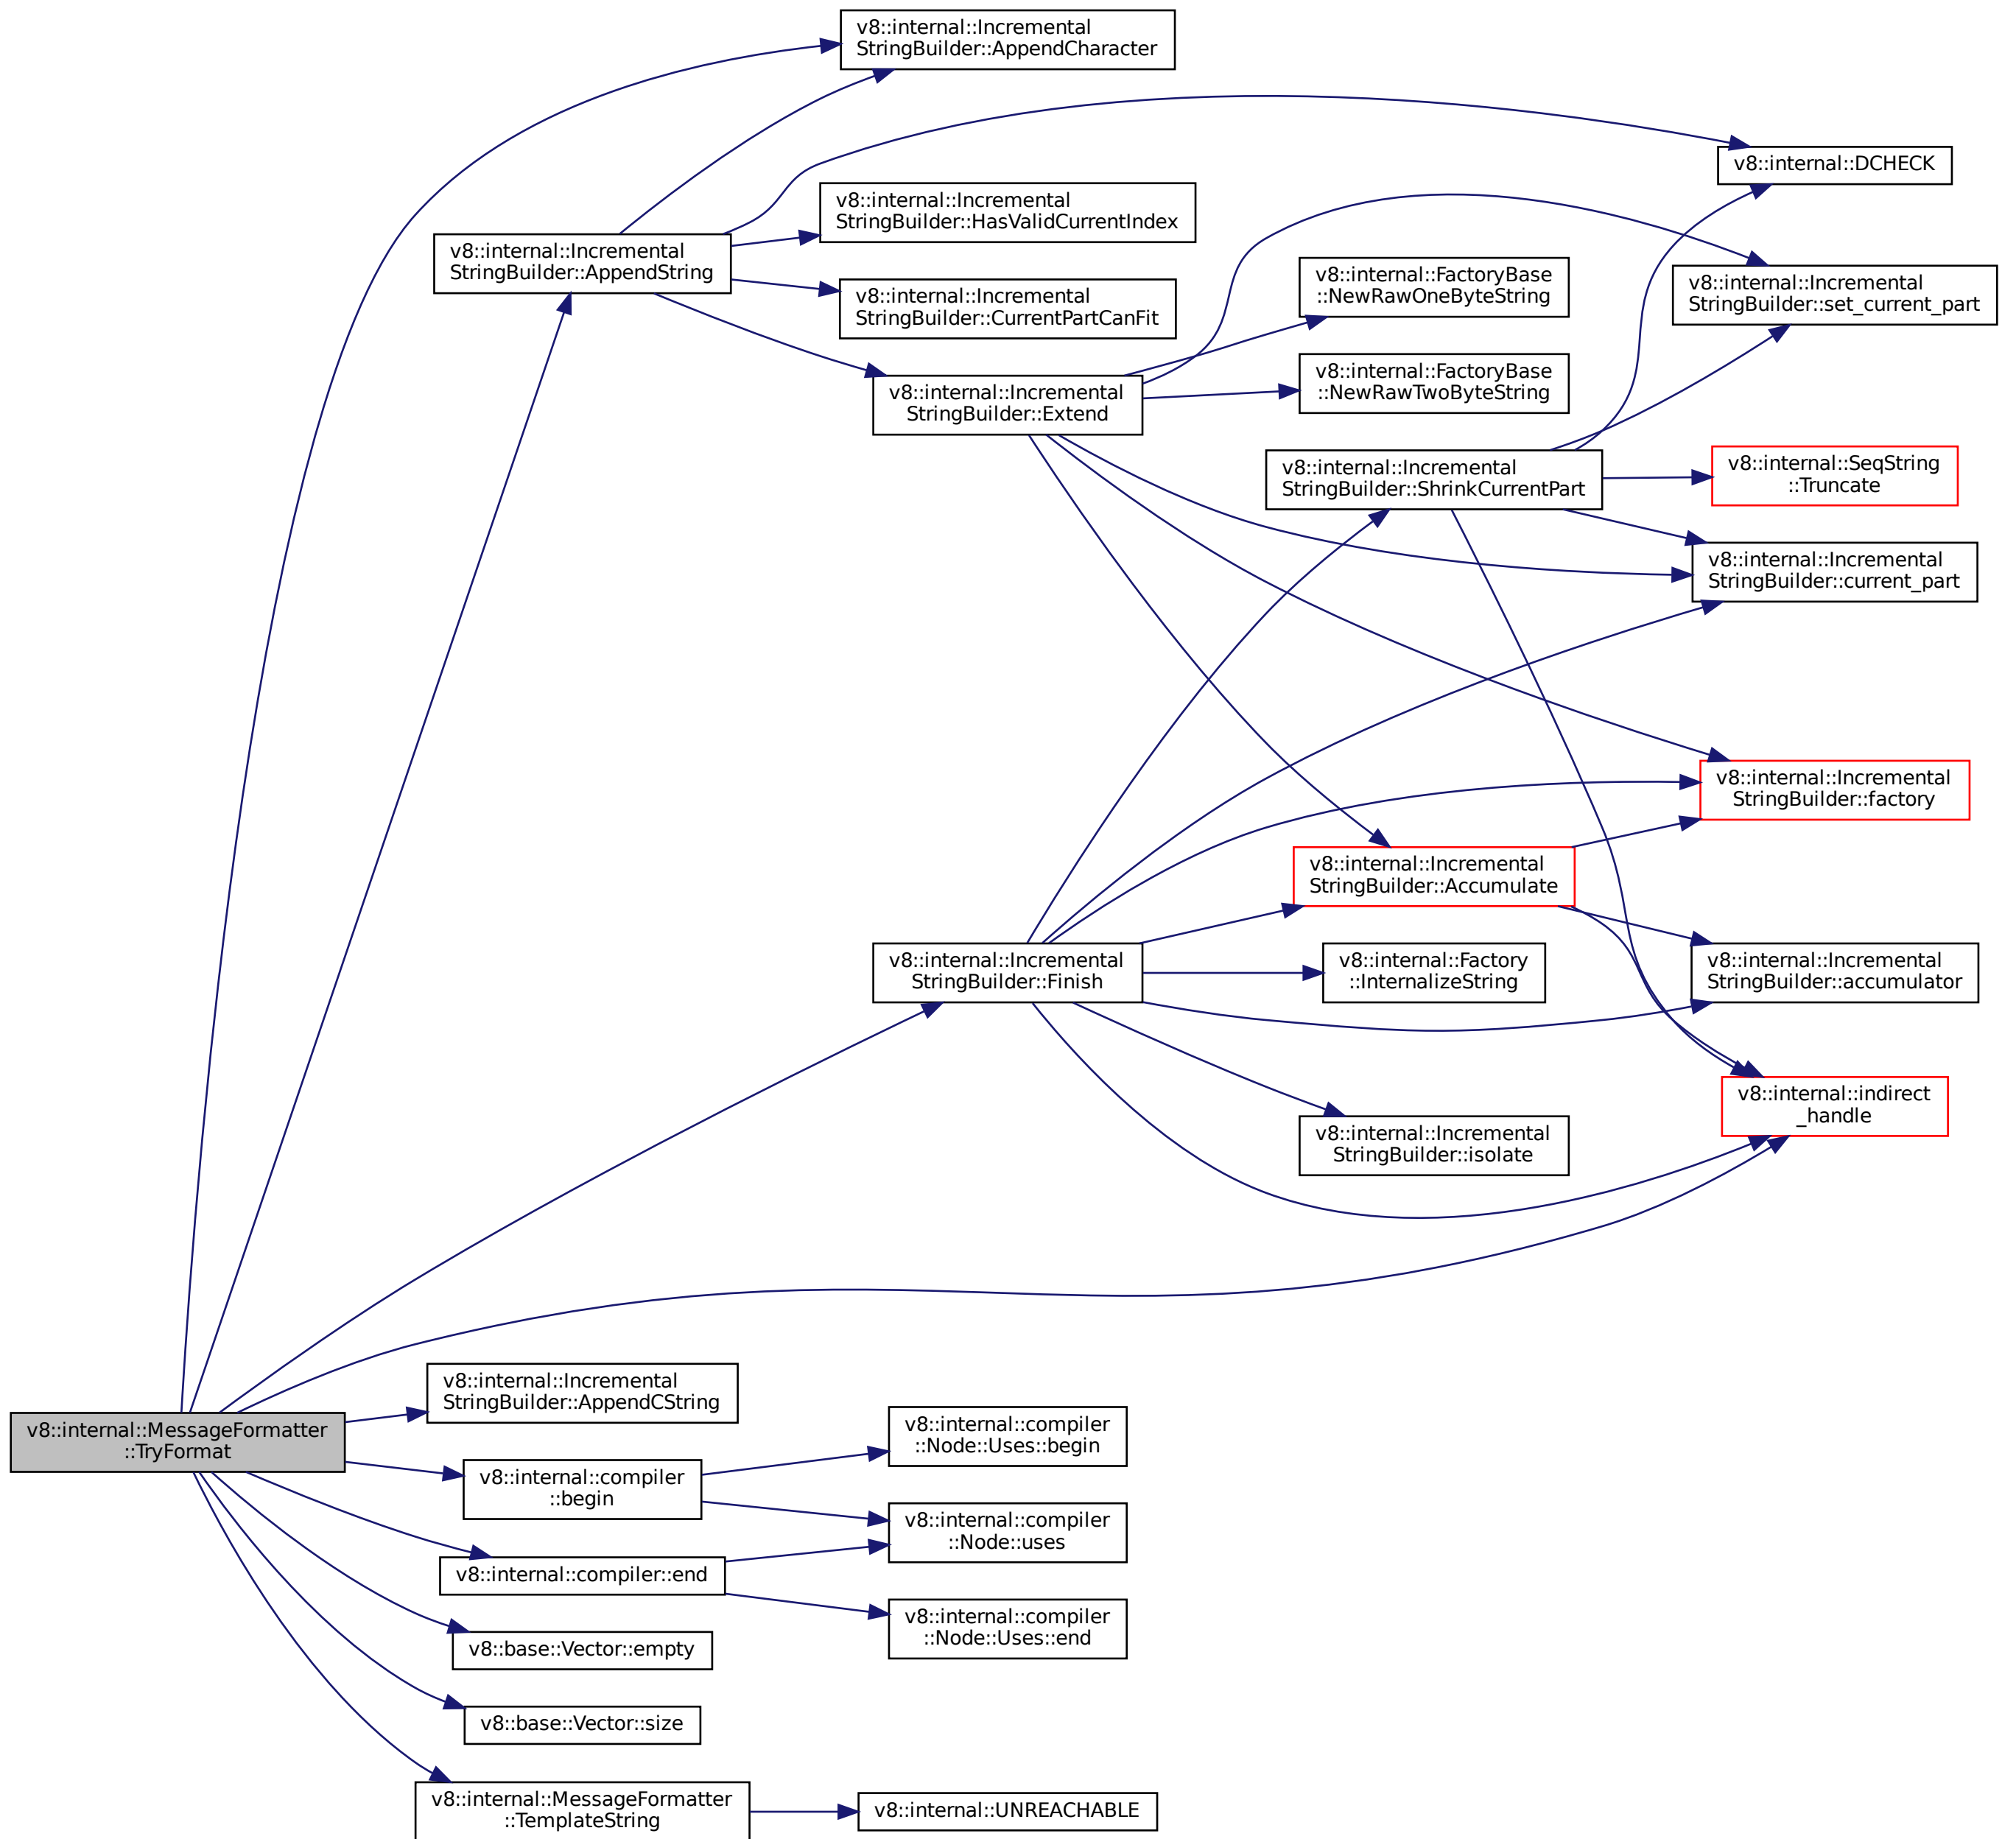 v8::internal::Incremental
StringBuilder::AppendCharacter
v8::internal::DCHECK
v8::internal::Incremental
StringBuilder::HasValidCurrentIndex
v8::internal::Incremental
StringBuilder::AppendString
v8::internal::FactoryBase
::NewRawOneByteString
v8::internal::Incremental
StringBuilder::set_current_part
v8::internal::Incremental
StringBuilder::CurrentPartCanFit
v8::internal::FactoryBase
::NewRawTwoByteString
v8::internal::Incremental
StringBuilder::Extend
v8::internal::Incremental
StringBuilder::ShrinkCurrentPart
v8::internal::SeqString
::Truncate
v8::internal::Incremental
StringBuilder::current_part
v8::internal::Incremental
StringBuilder::factory
v8::internal::Incremental
StringBuilder::Accumulate
v8::internal::Incremental
StringBuilder::Finish
v8::internal::Factory
::InternalizeString
v8::internal::Incremental
StringBuilder::accumulator
v8::internal::indirect
_handle
v8::internal::Incremental
StringBuilder::isolate
v8::internal::Incremental
StringBuilder::AppendCString
v8::internal::MessageFormatter
::TryFormat
v8::internal::compiler
::Node::Uses::begin
v8::internal::compiler
::begin
v8::internal::compiler
::Node::uses
v8::internal::compiler::end
v8::internal::compiler
::Node::Uses::end
v8::base::Vector::empty
v8::base::Vector::size
v8::internal::MessageFormatter
::TemplateString
v8::internal::UNREACHABLE